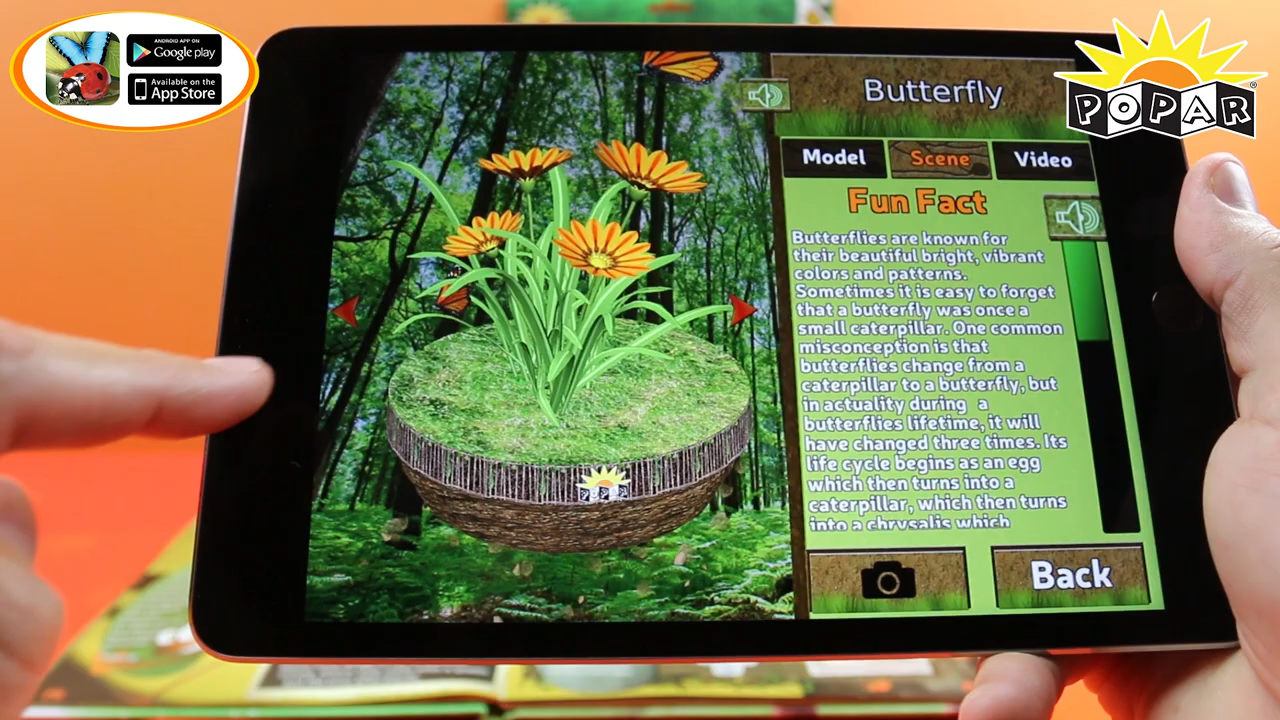 ANDROID APP ON
Google play
Available on the
App Store
POPAR®
Butterfly
Model
Scene
Video
Fun Fact
Butterflies are known for
their beautiful bright, vibrant
colors and patterns.
Sometimes it is easy to forget
that a butterfly was once a
small caterpillar. One common
misconception is that
butterflies change from a
caterpillar to a butterfly, but
in actuality during a
butterflies lifetime, it will
have changed three times. Its
life cycle begins as an egg
which then turns into a
caterpillar, which then turns
into a chrysalis which
POPAR
Back